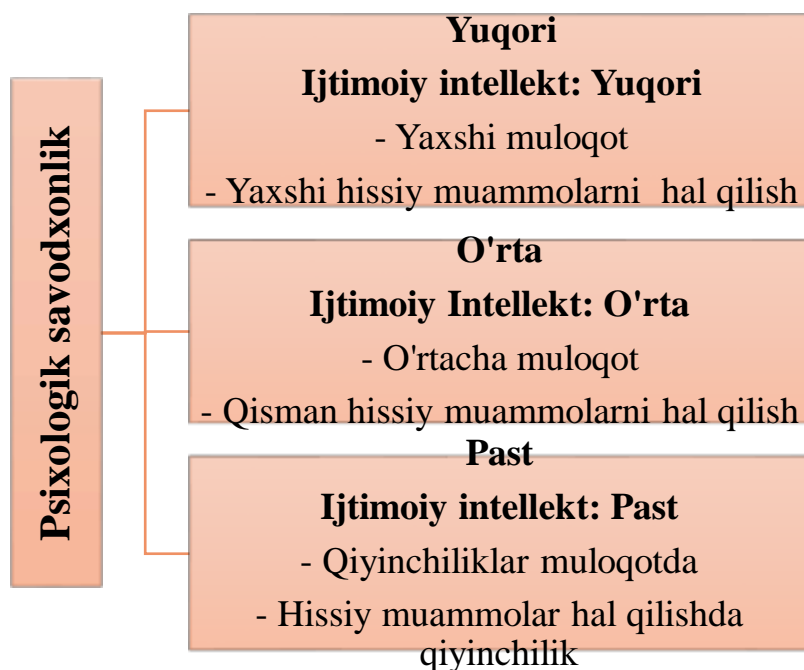 Psixologik savodxonlik
Yuqori
Ijtimoiy intellekt: Yuqori
- Yaxshi muloqot
- Yaxshi hissiy muammolarni hal qilish
O'rta
Ijtimoiy Intellekt: O'rta
- O'rtacha muloqot
- Qisman hissiy muammolarni hal qilish
Past
Ijtimoiy intellekt: Past
- Qiyinchiliklar muloqotda
- Hissiy muammolar hal qilishda
qiyinchilik